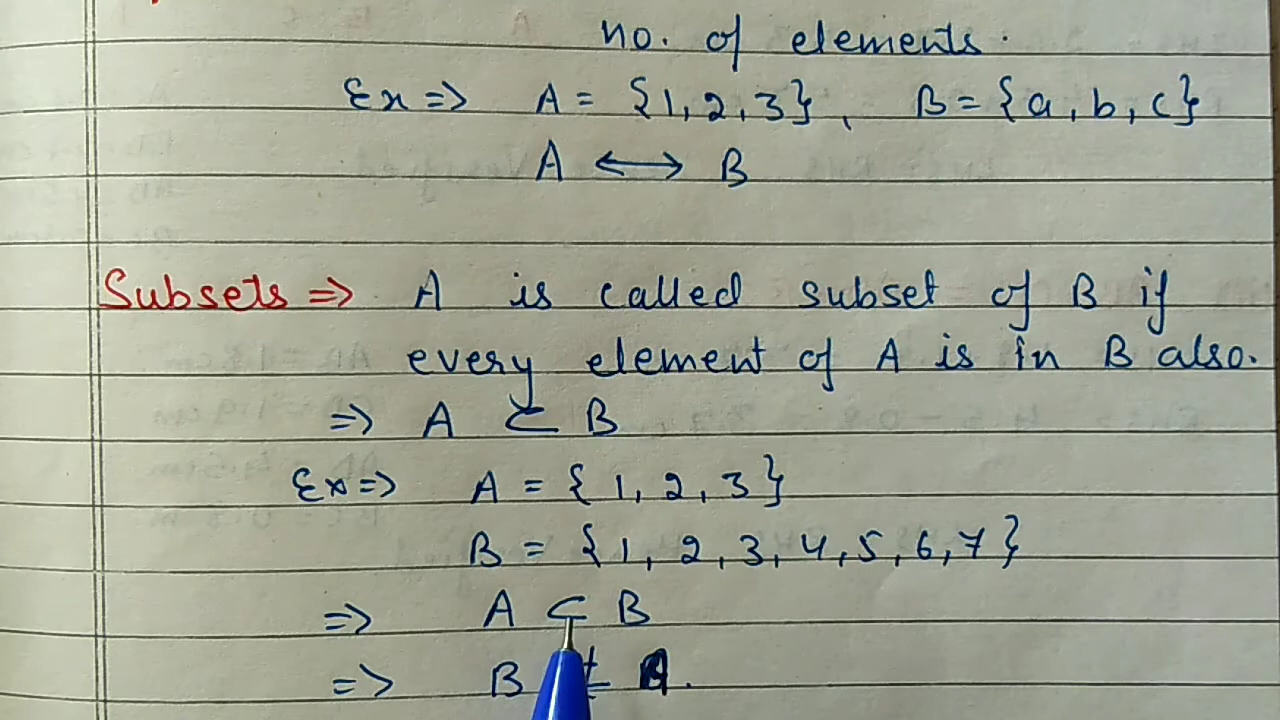 no. of elements.
Ex => A = {1, 2, 3}, B = {a, b, c}
A ⟷ B
Subsets => A is called subset of B if
every element of A is in B also.
=> A ⊂ B
Ex => A = {1, 2, 3}
B = {1, 2, 3, 4, 5, 6, 7}
=> A ⊂ B
=> B ⊄ A.